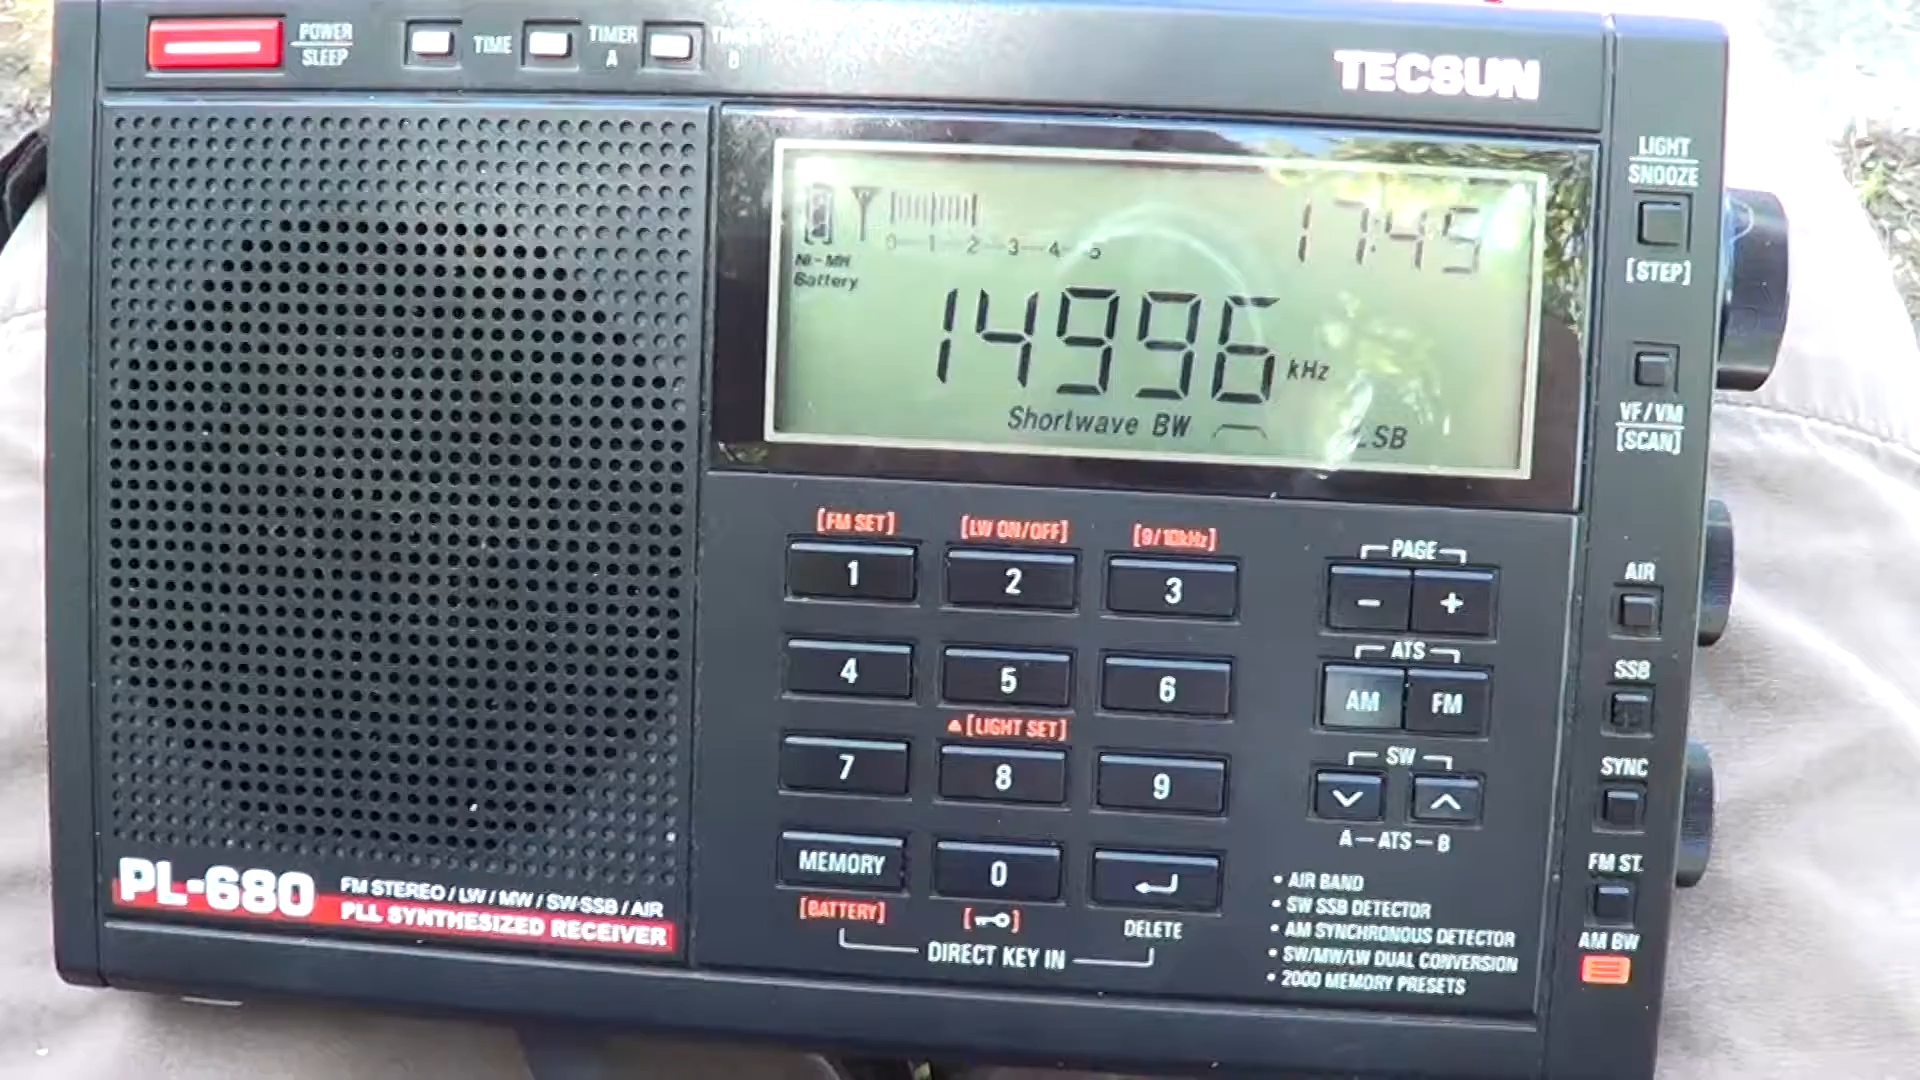 POWER
SLEEP
TIME
TIMER
A
B
TECSUN
LIGHT
SNOOZE
[STEP]
0-1-2-3-4-5
17:45
Ni-MH
Battery
14996 kHz
Shortwave BW
SB
VF/VM
[SCAN]
[FM SET]
[LW ON/OFF]
[9/10kHz]
1
2
3
PAGE
-
+
AIR
4
5
6
ATS
AM
FM
SSB
[LIGHT SET]
7
8
9
SW
A-ATS-B
SYNC
MEMORY
0
[BATTERY]
DELETE
DIRECT KEY IN
FM ST.
AM BW
PL-680
FM STEREO / LW / MW / SW-SSB / AIR
PLL SYNTHESIZED RECEIVER
• AIR BAND
• SW SSB DETECTOR
• AM SYNCHRONOUS DETECTOR
• SW/MW/LW DUAL CONVERSION
• 2000 MEMORY PRESETS